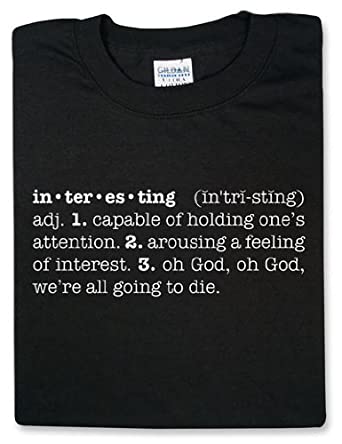 GILDAN
in•ter•es•ting (ĭn'trĭ-stĭng)
adj. 1. capable of holding one's
attention. 2. arousing a feeling
of interest. 3. oh God, oh God,
we're all going to die.